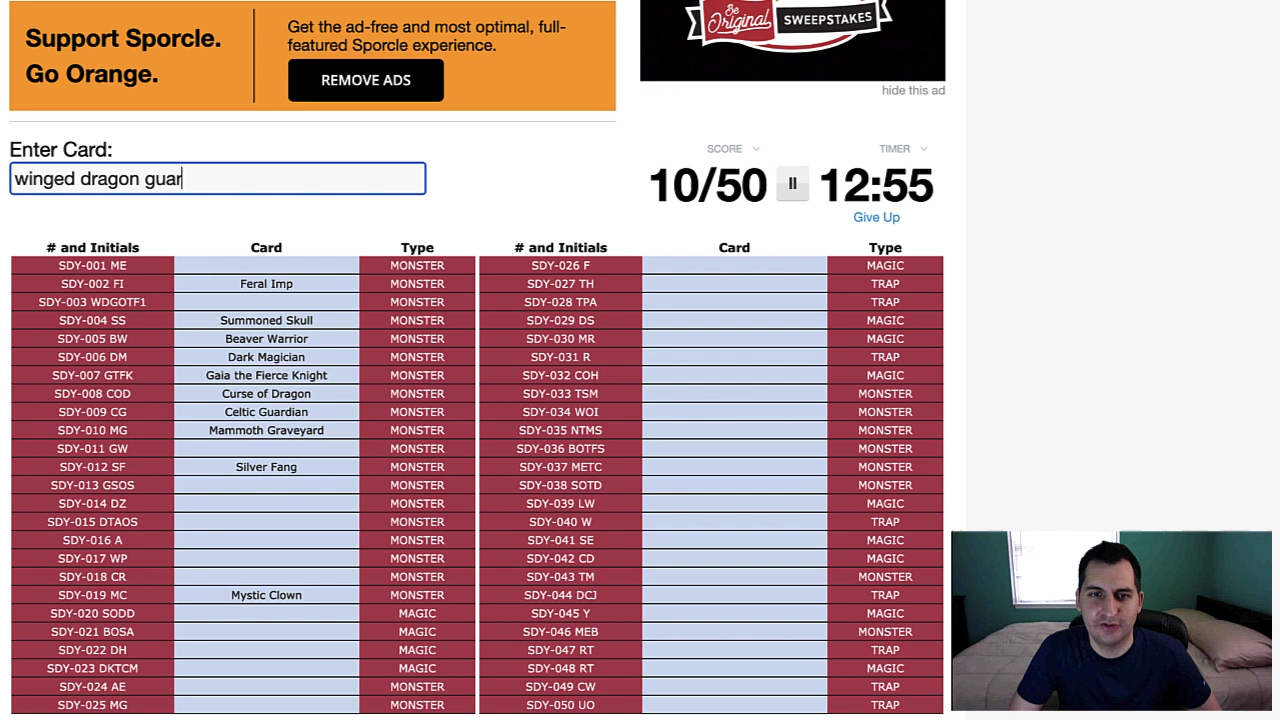 Support Sporcle.
Go Orange.
Get the ad-free and most optimal, full-
featured Sporcle experience.
REMOVE ADS
Be
Original
SWEEPSTAKES
hide this ad
Enter Card:
winged dragon guar
SCORE
TIMER
10/50
12:55
Give Up
# and Initials Card Type
SDY-001 ME MONSTER
SDY-002 FI Feral Imp MONSTER
SDY-003 WDGOTF1 MONSTER
SDY-004 SS Summoned Skull MONSTER
SDY-005 BW Beaver Warrior MONSTER
SDY-006 DM Dark Magician MONSTER
SDY-007 GTFK Gaia the Fierce Knight MONSTER
SDY-008 COD Curse of Dragon MONSTER
SDY-009 CG Celtic Guardian MONSTER
SDY-010 MG Mammoth Graveyard MONSTER
SDY-011 GW MONSTER
SDY-012 SF Silver Fang MONSTER
SDY-013 GSOS MONSTER
SDY-014 DZ MONSTER
SDY-015 DTAOS MONSTER
SDY-016 A MONSTER
SDY-017 WP MONSTER
SDY-018 CR MONSTER
SDY-019 MC Mystic Clown MONSTER
SDY-020 SODD MAGIC
SDY-021 BOSA MAGIC
SDY-022 DH MAGIC
SDY-023 DKTCM MAGIC
SDY-024 AE MONSTER
SDY-025 MG MONSTER
# and Initials Card Type
SDY-026 F MAGIC
SDY-027 TH TRAP
SDY-028 TPA TRAP
SDY-029 DS MAGIC
SDY-030 MR MAGIC
SDY-031 R TRAP
SDY-032 COH MAGIC
SDY-033 TSM MONSTER
SDY-034 WOI MONSTER
SDY-035 NTMS MONSTER
SDY-036 BOTFS MONSTER
SDY-037 METC MONSTER
SDY-038 SOTD MONSTER
SDY-039 LW MAGIC
SDY-040 W TRAP
SDY-041 SE MAGIC
SDY-042 CD MAGIC
SDY-043 TM MONSTER
SDY-044 DCJ TRAP
SDY-045 Y MAGIC
SDY-046 MEB MONSTER
SDY-047 RT TRAP
SDY-048 RT MAGIC
SDY-049 CW TRAP
SDY-050 UO TRAP